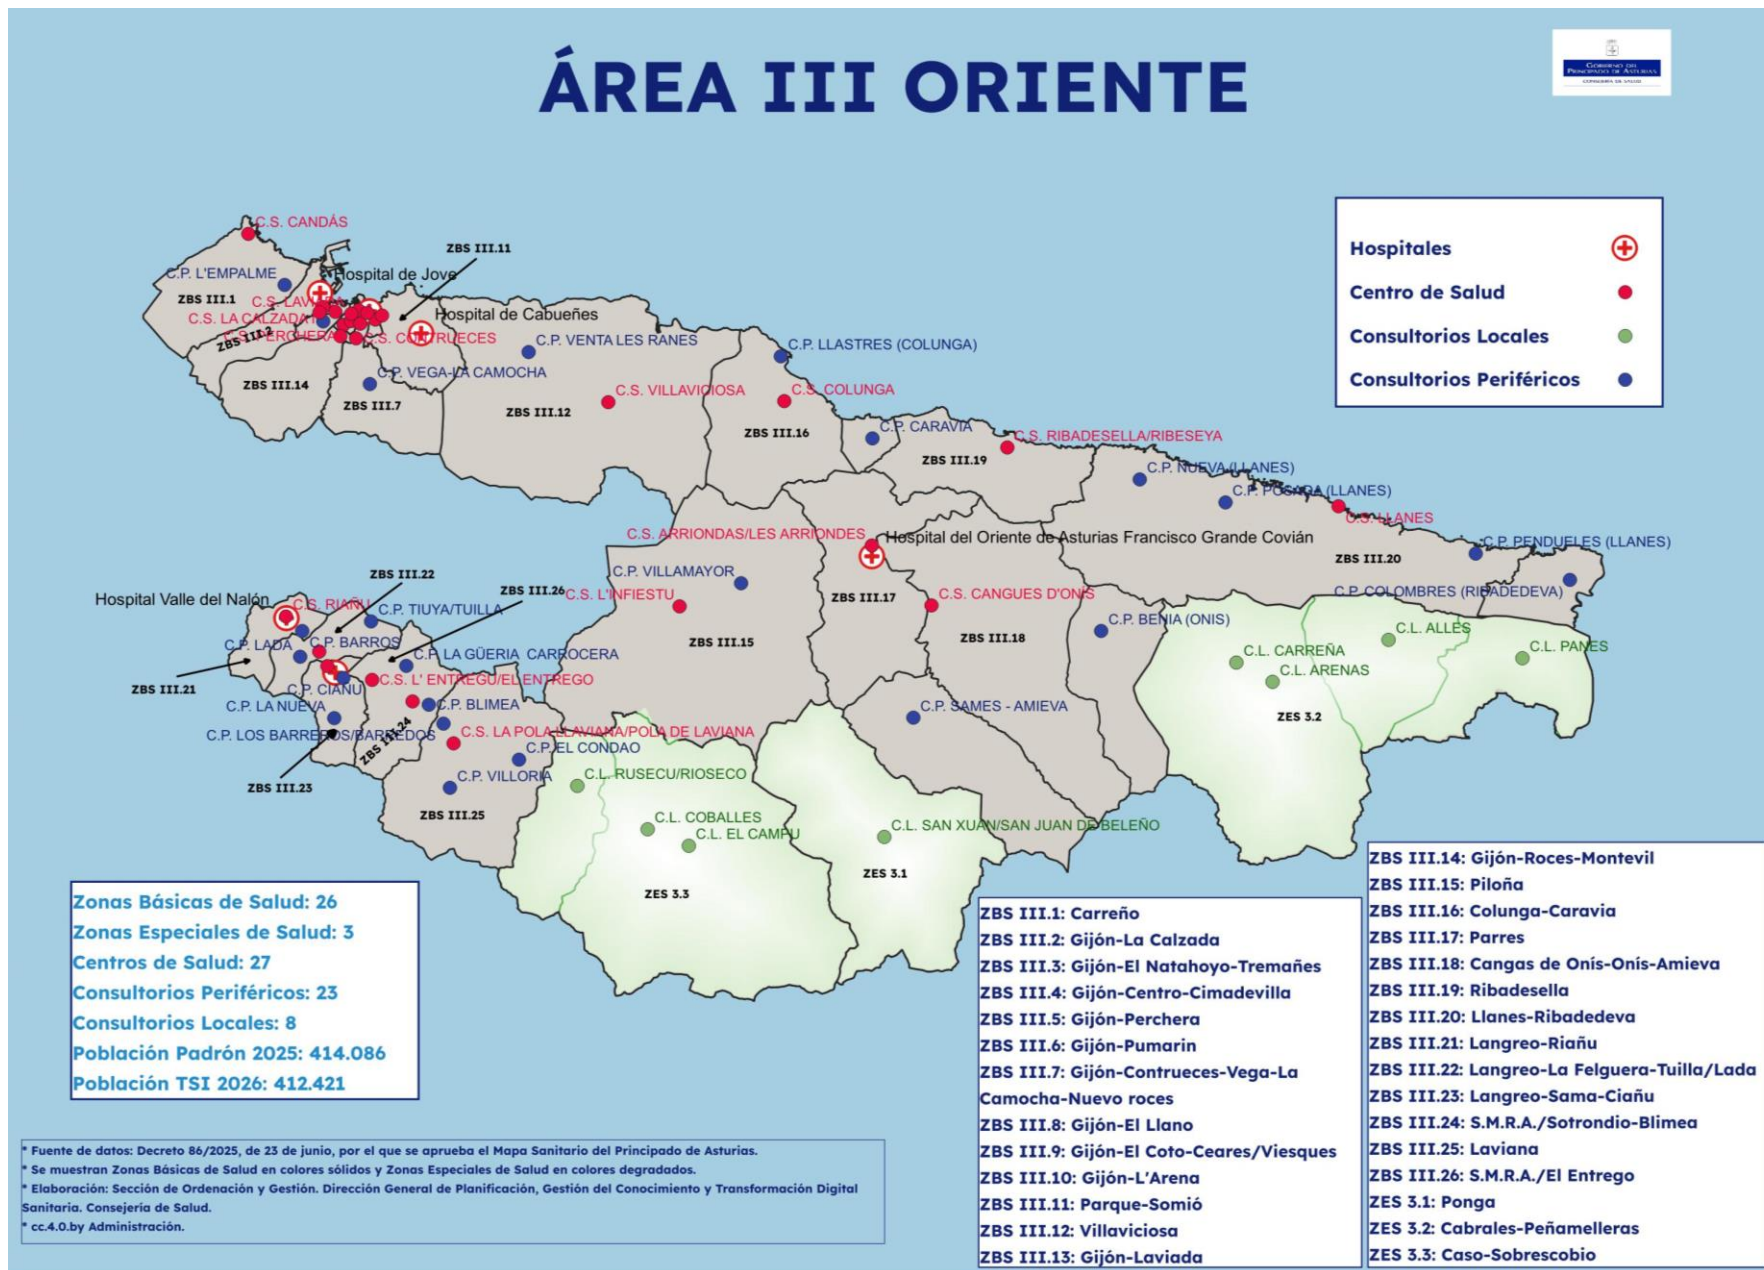 ÁREA III ORIENTE
GOBIERNO DEL
PRINCIPADO DE ASTURIAS
CONSEJERÍA DE SALUD
Hospitales
Centro de Salud
Consultorios Locales
Consultorios Periféricos
C.S. CANDÁS
ZBS III.11
C.P. L'EMPALME
Hospital de Jove
ZBS III.1
C.S. LA CALZADA
Hospital de Cabueñes
ZBS III.2
C.S. CONTRUECES
C.P. VENTA LES RANES
C.P. LLASTRES (COLUNGA)
C.P. VEGA-LA CAMOCHA
ZBS III.14
ZBS III.7
C.S. VILLAVICIOSA
C.S. COLUNGA
ZBS III.12
ZBS III.16
C.P. CARAVIA
C.S. RIBADESELLA/RIBESEYA
ZBS III.19
C.P. NUEVA (LLANES)
C.P. POSADA (LLANES)
C.S. LLANES
C.S. ARRIONDAS/LES ARRIONDES
Hospital del Oriente de Asturias Francisco Grande Covián
C.P. PENDUELES (LLANES)
ZBS III.20
C.P. COLOMBRES (RIBADEDEVA)
ZBS III.22
ZBS III.26
C.P. VILLAMAYOR
C.S. L'INFIESTU
ZBS III.17
C.S. CANGUES D'ONÍS
Hospital Valle del Nalón
C.S. RIAÑU
C.P. TIUYA/TUILLA
C.P. BENIA (ONIS)
ZBS III.15
ZBS III.18
C.L. ALLES
C.P. LADA
C.P. BARROS
C.L. CARREÑA
C.L. PANES
C.P. LA GÜERIA CARROCERA
C.L. ARENAS
ZBS III.21
C.P. CIAÑU
C.S. L' ENTREGU/EL ENTREGO
C.P. LA NUEVA
C.P. BLIMEA
C.P. SAMES - AMIEVA
ZES 3.2
C.P. LOS BARREROS/BARREDOS
ZBS III.24
C.S. LA POLA LLAVIANA/POLA DE LAVIANA
C.P. EL CONDAO
ZBS III.23
C.P. VILLORIA
C.L. RUSECU/RIOSECO
ZBS III.25
C.L. COBALLES
C.L. EL CAMPU
C.L. SAN XUAN/SAN JUAN DE BELEÑO
ZES 3.1
ZES 3.3
Zonas Básicas de Salud: 26
Zonas Especiales de Salud: 3
Centros de Salud: 27
Consultorios Periféricos: 23
Consultorios Locales: 8
Población Padrón 2025: 414.086
Población TSI 2026: 412.421
* Fuente de datos: Decreto 86/2025, de 23 de junio, por el que se aprueba el Mapa Sanitario del Principado de Asturias.
* Se muestran Zonas Básicas de Salud en colores sólidos y Zonas Especiales de Salud en colores degradados.
* Elaboración: Sección de Ordenación y Gestión. Dirección General de Planificación, Gestión del Conocimiento y Transformación Digital
Sanitaria. Consejería de Salud.
* cc.4.0.by Administración.
ZBS III.1: Carreño
ZBS III.2: Gijón-La Calzada
ZBS III.3: Gijón-El Natahoyo-Tremañes
ZBS III.4: Gijón-Centro-Cimadevilla
ZBS III.5: Gijón-Perchera
ZBS III.6: Gijón-Pumarin
ZBS III.7: Gijón-Contrueces-Vega-La
Camocha-Nuevo roces
ZBS III.8: Gijón-El Llano
ZBS III.9: Gijón-El Coto-Ceares/Viesques
ZBS III.10: Gijón-L'Arena
ZBS III.11: Parque-Somió
ZBS III.12: Villaviciosa
ZBS III.13: Gijón-Laviada
ZBS III.14: Gijón-Roces-Montevil
ZBS III.15: Piloña
ZBS III.16: Colunga-Caravia
ZBS III.17: Parres
ZBS III.18: Cangas de Onís-Onís-Amieva
ZBS III.19: Ribadesella
ZBS III.20: Llanes-Ribadedeva
ZBS III.21: Langreo-Riañu
ZBS III.22: Langreo-La Felguera-Tuilla/Lada
ZBS III.23: Langreo-Sama-Ciañu
ZBS III.24: S.M.R.A./Sotrondio-Blimea
ZBS III.25: Laviana
ZBS III.26: S.M.R.A./El Entrego
ZES 3.1: Ponga
ZES 3.2: Cabrales-Peñamelleras
ZES 3.3: Caso-Sobrescobio